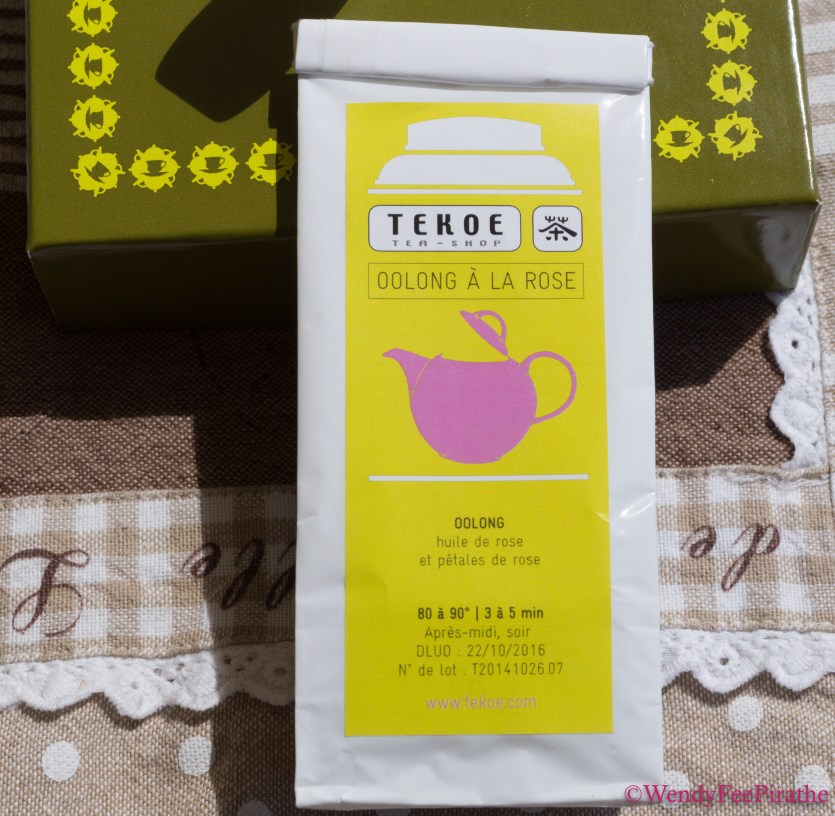 TEKOE
TEA-SHOP
茶
OOLONG À LA ROSE
OOLONG
huile de rose
et pétales de rose
80 à 90° | 3 à 5 min
Après-midi, soir
DLUO : 22/10/2016
N° de lot : T20141026.07
www.tekoe.com
de
©WendyFeePirathe